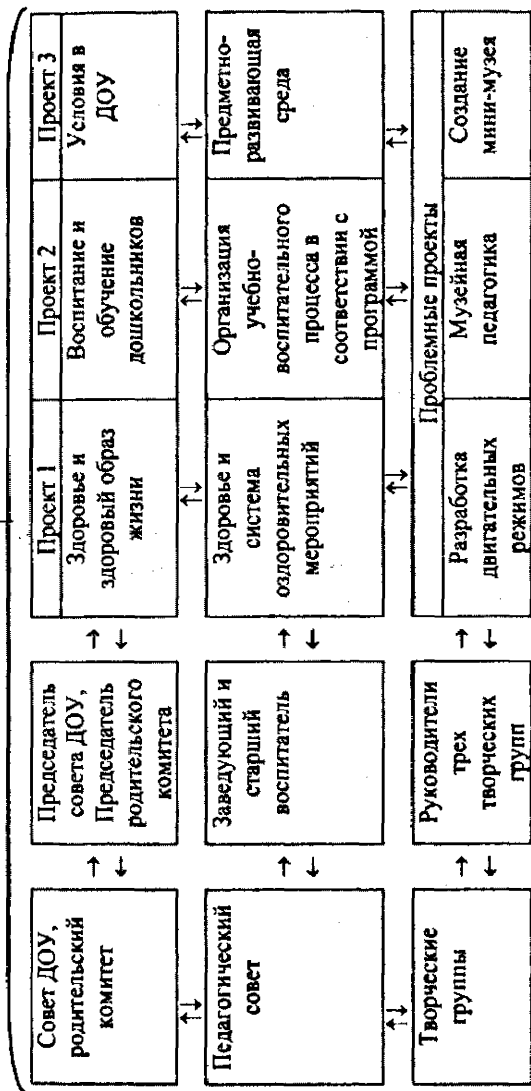 Совет ДОУ,
родительский
комитет
Председатель
совета ДОУ,
Председатель
родительского
комитета
Проект 1
Здоровье и
здоровый образ
жизни
Проект 2
Воспитание и
обучение
дошкольников
Проект 3
Условия в
ДОУ
Педагогический
совет
Заведующий и
старший
воспитатель
Здоровье и
система
оздоровительных
мероприятий
Организация
учебно-
воспитательного
процесса в
соответствии с
программой
Предметно-
развивающая
среда
Творческие
группы
Руководители
трех
творческих
групп
Проблемные проекты
Разработка
двигательных
режимов
Музейная
педагогика
Создание
мини-музея